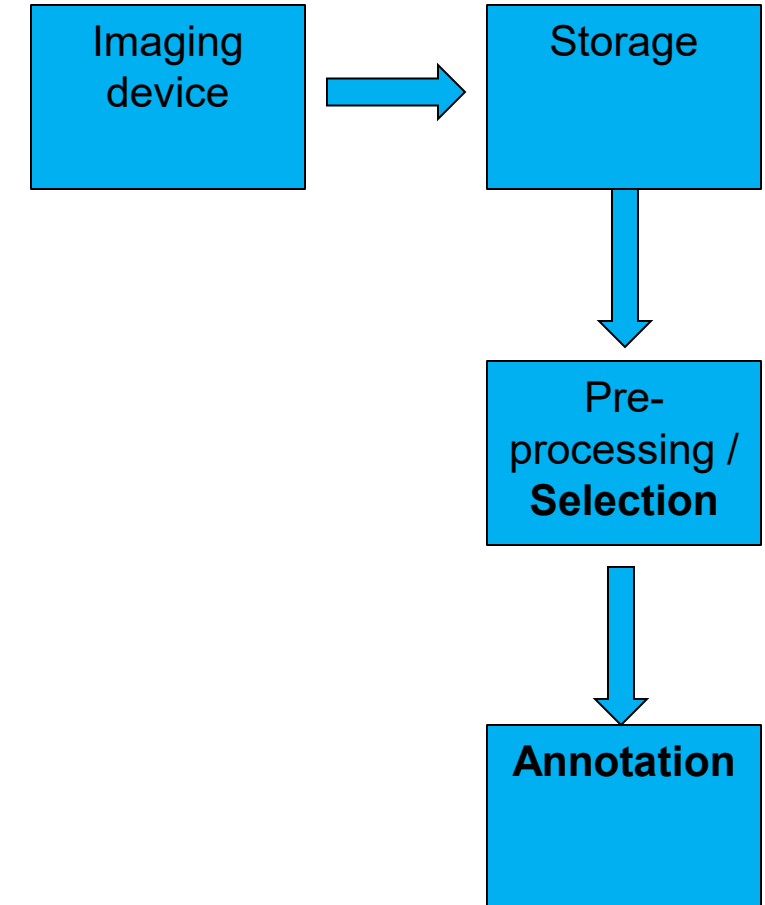 Imaging
device
Storage
Pre-
processing /
Selection
Annotation